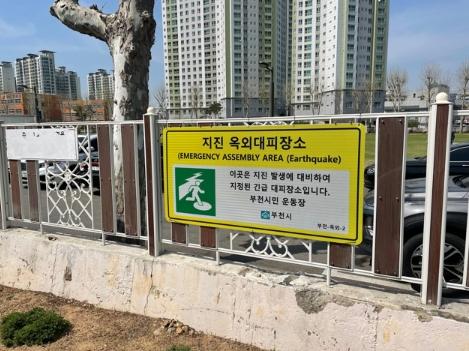 지진 옥외대피장소
(EMERGENCY ASSEMBLY AREA (Earthquake)
이곳은 지진 발생에 대비하여
지정된 긴급 대피장소입니다.
부천시민 운동장
부천시
부천-옥외-2